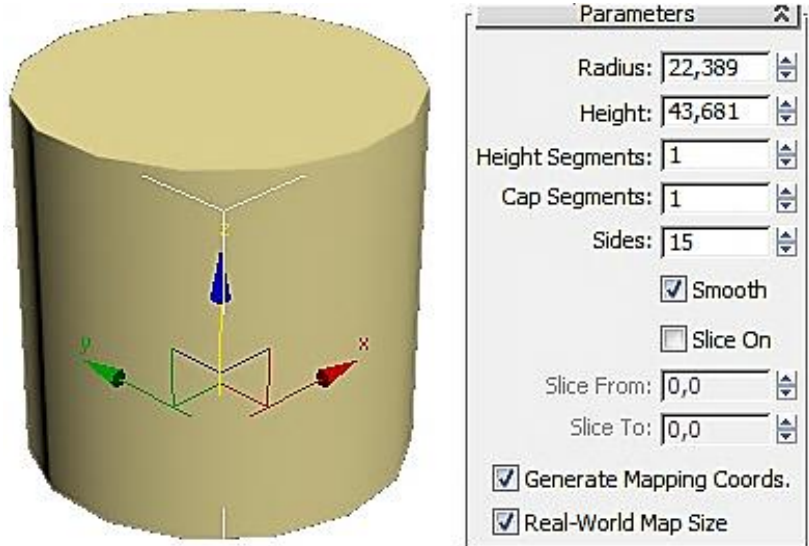 Parameters
Radius: 22,389
Height: 43,681
Height Segments: 1
Cap Segments: 1
Sides: 15
Smooth
Slice On
Slice From: 0,0
Slice To: 0,0
Generate Mapping Coords.
Real-World Map Size
z
y
x